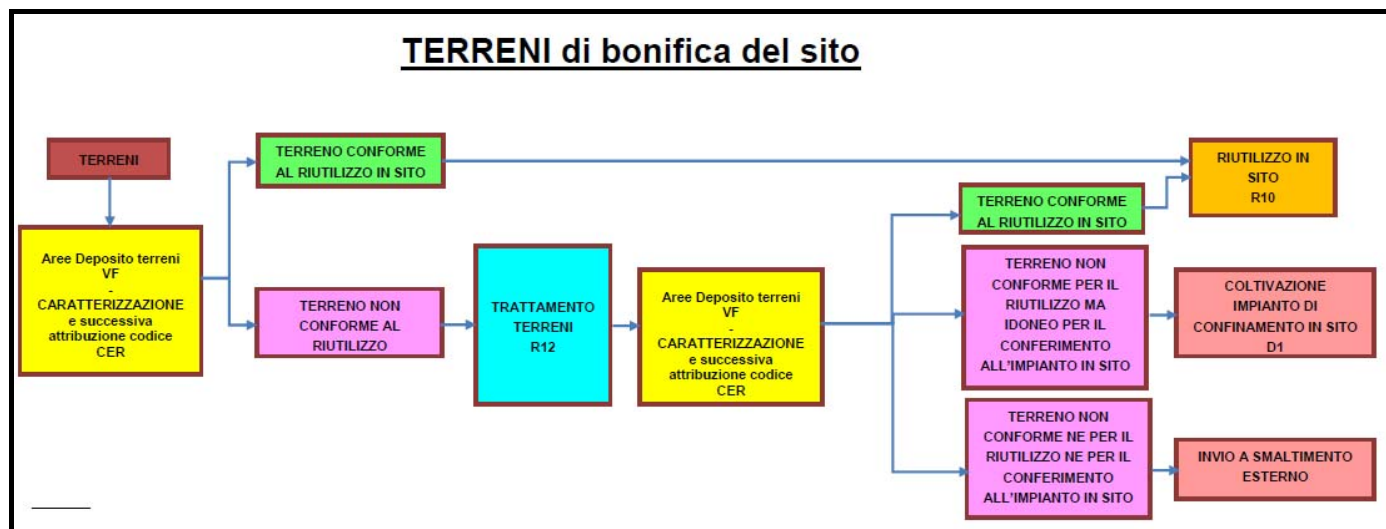 TERRENI di bonifica del sito
TERRENI
Aree Deposito terreni
VF
-
CARATTERIZZAZIONE
e successiva
attribuzione codice
CER
TERRENO CONFORME
AL RIUTILIZZO IN SITO
TERRENO NON
CONFORME AL
RIUTILIZZO
TRATTAMENTO
TERRENI
R12
Aree Deposito terreni
VF
-
CARATTERIZZAZIONE
e successiva
attribuzione codice
CER
TERRENO CONFORME
AL RIUTILIZZO IN SITO
TERRENO NON
CONFORME PER IL
RIUTILIZZO MA
IDONEO PER IL
CONFERIMENTO
ALL'IMPIANTO IN SITO
TERRENO NON
CONFORME NE PER IL
RIUTILIZZO NE PER IL
CONFERIMENTO
ALL'IMPIANTO IN SITO
RIUTILIZZO IN
SITO
R10
COLTIVAZIONE
IMPIANTO DI
CONFINAMENTO IN SITO
D1
INVIO A SMALTIMENTO
ESTERNO